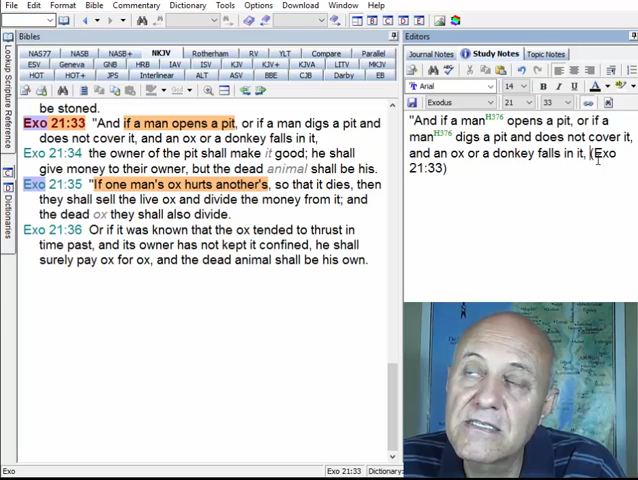 File Edit Format Window Bible Commentary Dictionary Tools Options Download Window Help
Bibles
NAS77 NASB NASB+ NKJV Rotherham RV YLT Compare Parallel
ESV Geneva GNB HRB IAV ISV KJV KJV+ LITV MKJV
HOT HOT+ JPS Interlinear ALT ASV BBE CJB Darby EB
be stoned.
Exo 21:33 "And if a man opens a pit, or if a man digs a pit and
does not cover it, and an ox or a donkey falls in it,
Exo 21:34 the owner of the pit shall make it good; he shall
give money to their owner, but the dead animal shall be his.
Exo 21:35 "If one man's ox hurts another's, so that it dies, then
they shall sell the live ox and divide the money from it; and
the dead ox they shall also divide.
Exo 21:36 Or if it was known that the ox tended to thrust in
time past, and its owner has not kept it confined, he shall
surely pay ox for ox, and the dead animal shall be his own.
Exo
Exo 21:33
Dictionary:
Lookup Scripture Reference
Dictionaries
Editors
Journal Notes Study Notes Topic Notes
Arial 14 B I U
Exodus 21 33
"And if a manH376 opens a pit, or if a
manH376 digs a pit and does not cover it,
and an ox or a donkey falls in it, (Exo
21:33)